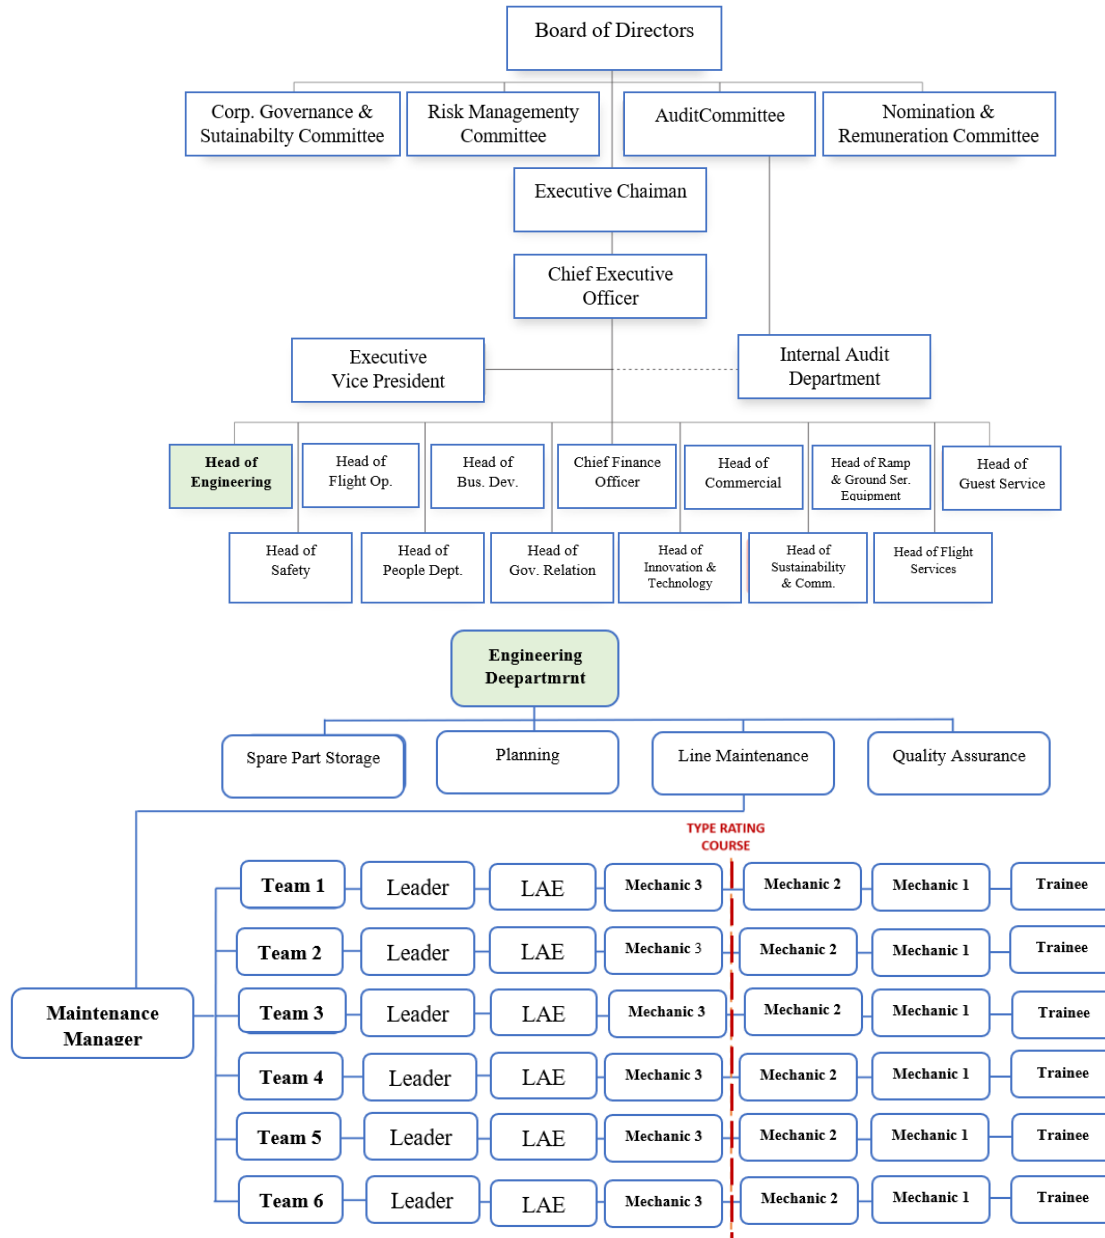 Board of Directors
Corp. Governance &
Sutainabilty Committee
Risk Managementy
Committee
AuditCommittee
Nomination &
Remuneration Committee
Executive Chaiman
Chief Executive
Officer
Executive
Vice President
Internal Audit
Department
Head of
Engineering
Head of
Flight Op.
Head of
Bus. Dev.
Chief Finance
Officer
Head of
Commercial
Head of Ramp
& Ground Ser.
Equipment
Head of
Guest Service
Head of
Safety
Head of
People Dept.
Head of
Gov. Relation
Head of
Innovation &
Technology
Head of
Sustainability
& Comm.
Head of Flight
Services
Engineering
Deepartmrnt
Spare Part Storage
Planning
Line Maintenance
Quality Assurance
TYPE RATING
COURSE
Team 1
Leader
LAE
Mechanic 3
Mechanic 2
Mechanic 1
Trainee
Team 2
Leader
LAE
Mechanic 3
Mechanic 2
Mechanic 1
Trainee
Maintenance
Manager
Team 3
Leader
LAE
Mechanic 3
Mechanic 2
Mechanic 1
Trainee
Team 4
Leader
LAE
Mechanic 3
Mechanic 2
Mechanic 1
Trainee
Team 5
Leader
LAE
Mechanic 3
Mechanic 2
Mechanic 1
Trainee
Team 6
Leader
LAE
Mechanic 3
Mechanic 2
Mechanic 1
Trainee